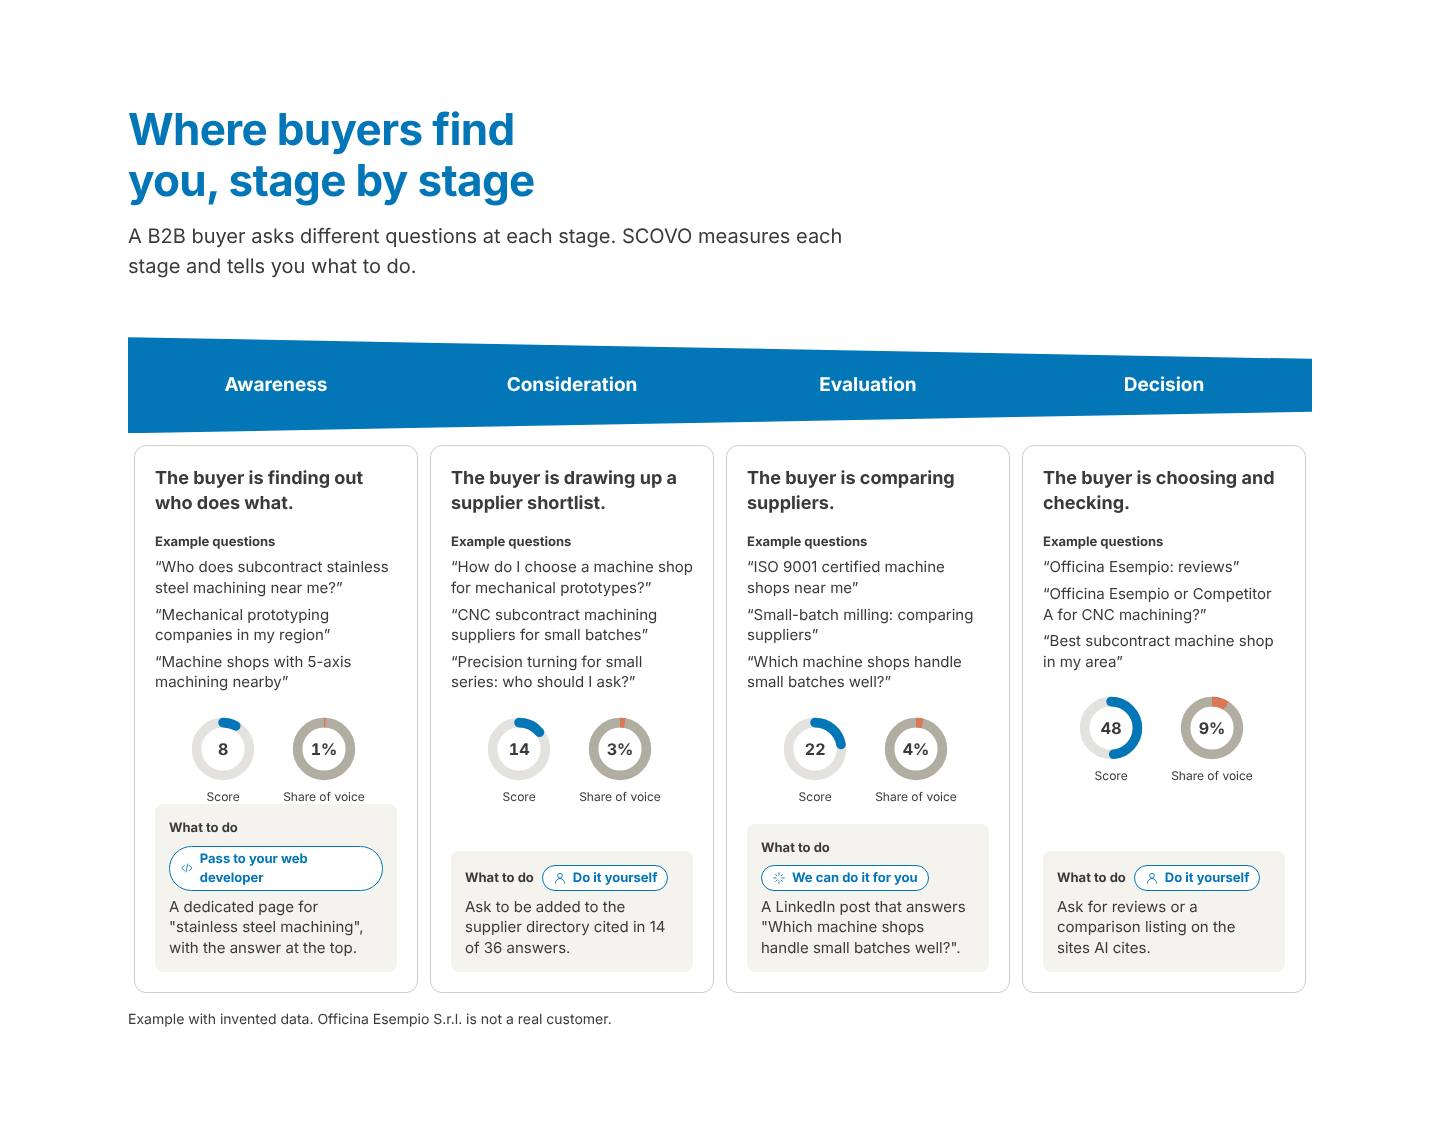 Where buyers find
you, stage by stage
A B2B buyer asks different questions at each stage. SCOVO measures each
stage and tells you what to do.
Awareness
Consideration
Evaluation
Decision
The buyer is finding out
who does what.
Example questions
“Who does subcontract stainless
steel machining near me?”
“Mechanical prototyping
companies in my region”
“Machine shops with 5-axis
machining nearby”
8
Score
1%
Share of voice
What to do
Pass to your web
developer
A dedicated page for
"stainless steel machining",
with the answer at the top.
The buyer is drawing up a
supplier shortlist.
Example questions
“How do I choose a machine shop
for mechanical prototypes?”
“CNC subcontract machining
suppliers for small batches”
“Precision turning for small
series: who should I ask?”
14
Score
3%
Share of voice
What to do
Do it yourself
Ask to be added to the
supplier directory cited in 14
of 36 answers.
The buyer is comparing
suppliers.
Example questions
“ISO 9001 certified machine
shops near me”
“Small-batch milling: comparing
suppliers”
“Which machine shops handle
small batches well?”
22
Score
4%
Share of voice
What to do
We can do it for you
A LinkedIn post that answers
"Which machine shops
handle small batches well?".
The buyer is choosing and
checking.
Example questions
“Officina Esempio: reviews”
“Officina Esempio or Competitor
A for CNC machining?”
“Best subcontract machine shop
in my area”
48
Score
9%
Share of voice
What to do
Do it yourself
Ask for reviews or a
comparison listing on the
sites AI cites.
Example with invented data. Officina Esempio S.r.l. is not a real customer.